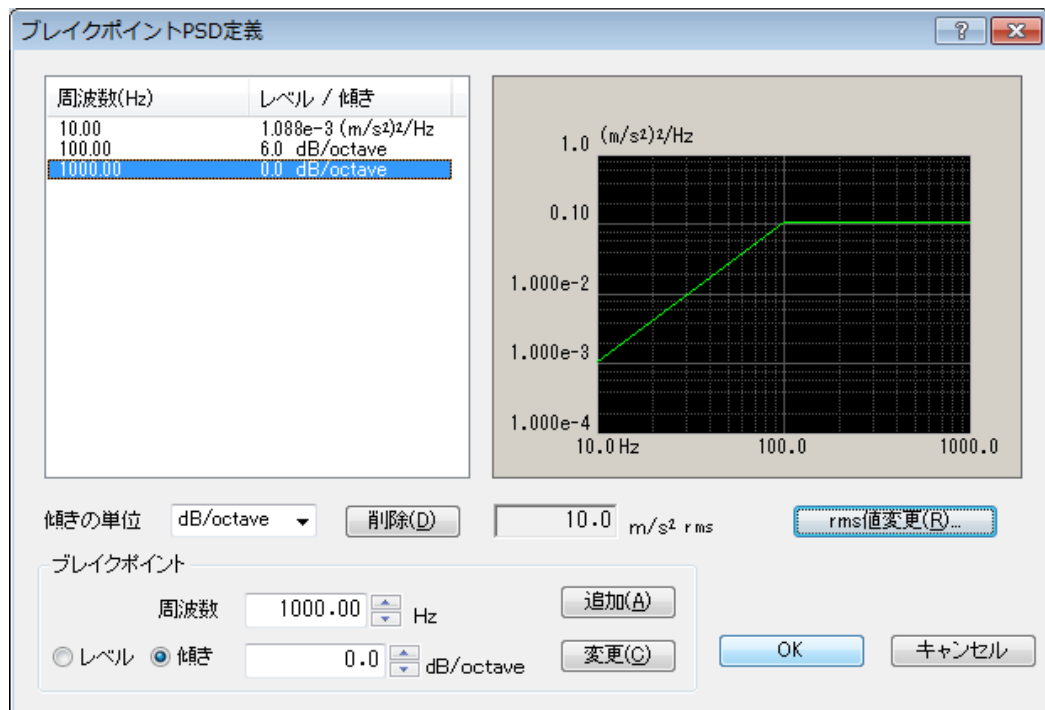 ブレイクポイントPSD定義
周波数(Hz) レベル / 傾き
10.00 1.088e-3 (m/s²)²/Hz
100.00 6.0 dB/octave
1000.00 0.0 dB/octave
1.0 (m/s²)²/Hz
0.10
1.000e-2
1.000e-3
1.000e-4
10.0 Hz 100.0 1000.0
傾きの単位 dB/octave 削除(D) 10.0 m/s² rms rms値変更(R)...
ブレイクポイント
周波数 1000.00 Hz 追加(A)
レベル 傾き 0.0 dB/octave 変更(C) OK キャンセル